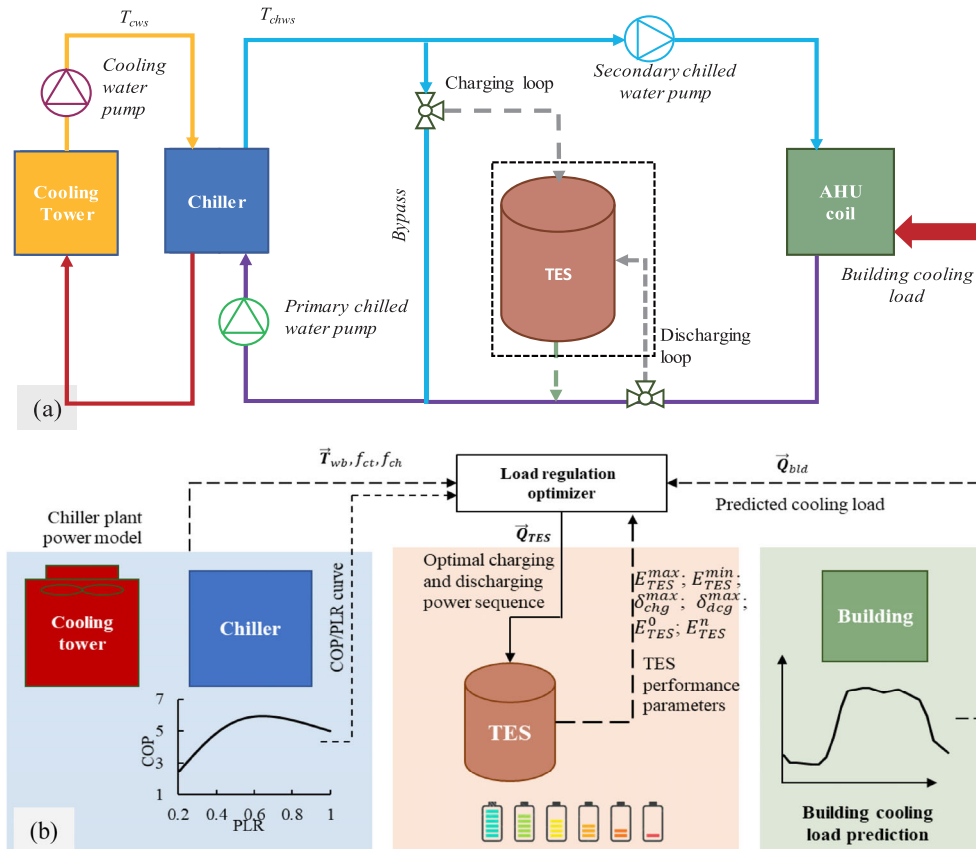 T_cws
T_chws
Cooling
water
pump
Charging loop
Secondary chilled
water pump
Cooling
Tower
Chiller
Bypass
AHU
coil
TES
Building cooling
load
Primary chilled
water pump
Discharging
loop
(a)
T⃗_wb, f_ct, f_ch
Load regulation
optimizer
Q⃗_bld
Predicted cooling load
Chiller plant
power model
Q⃗_TES
Optimal charging
and discharging
power sequence
E_TES^max; E_TES^min;
δ_chg^max; δ_dcg^max;
E_TES^0; E_TES^n
TES
performance
parameters
COP/PLR curve
Cooling
tower
Chiller
Building
TES
7
5
3
1
COP
0.2 0.4 0.6 0.8 1
PLR
Building cooling
load prediction
(b)